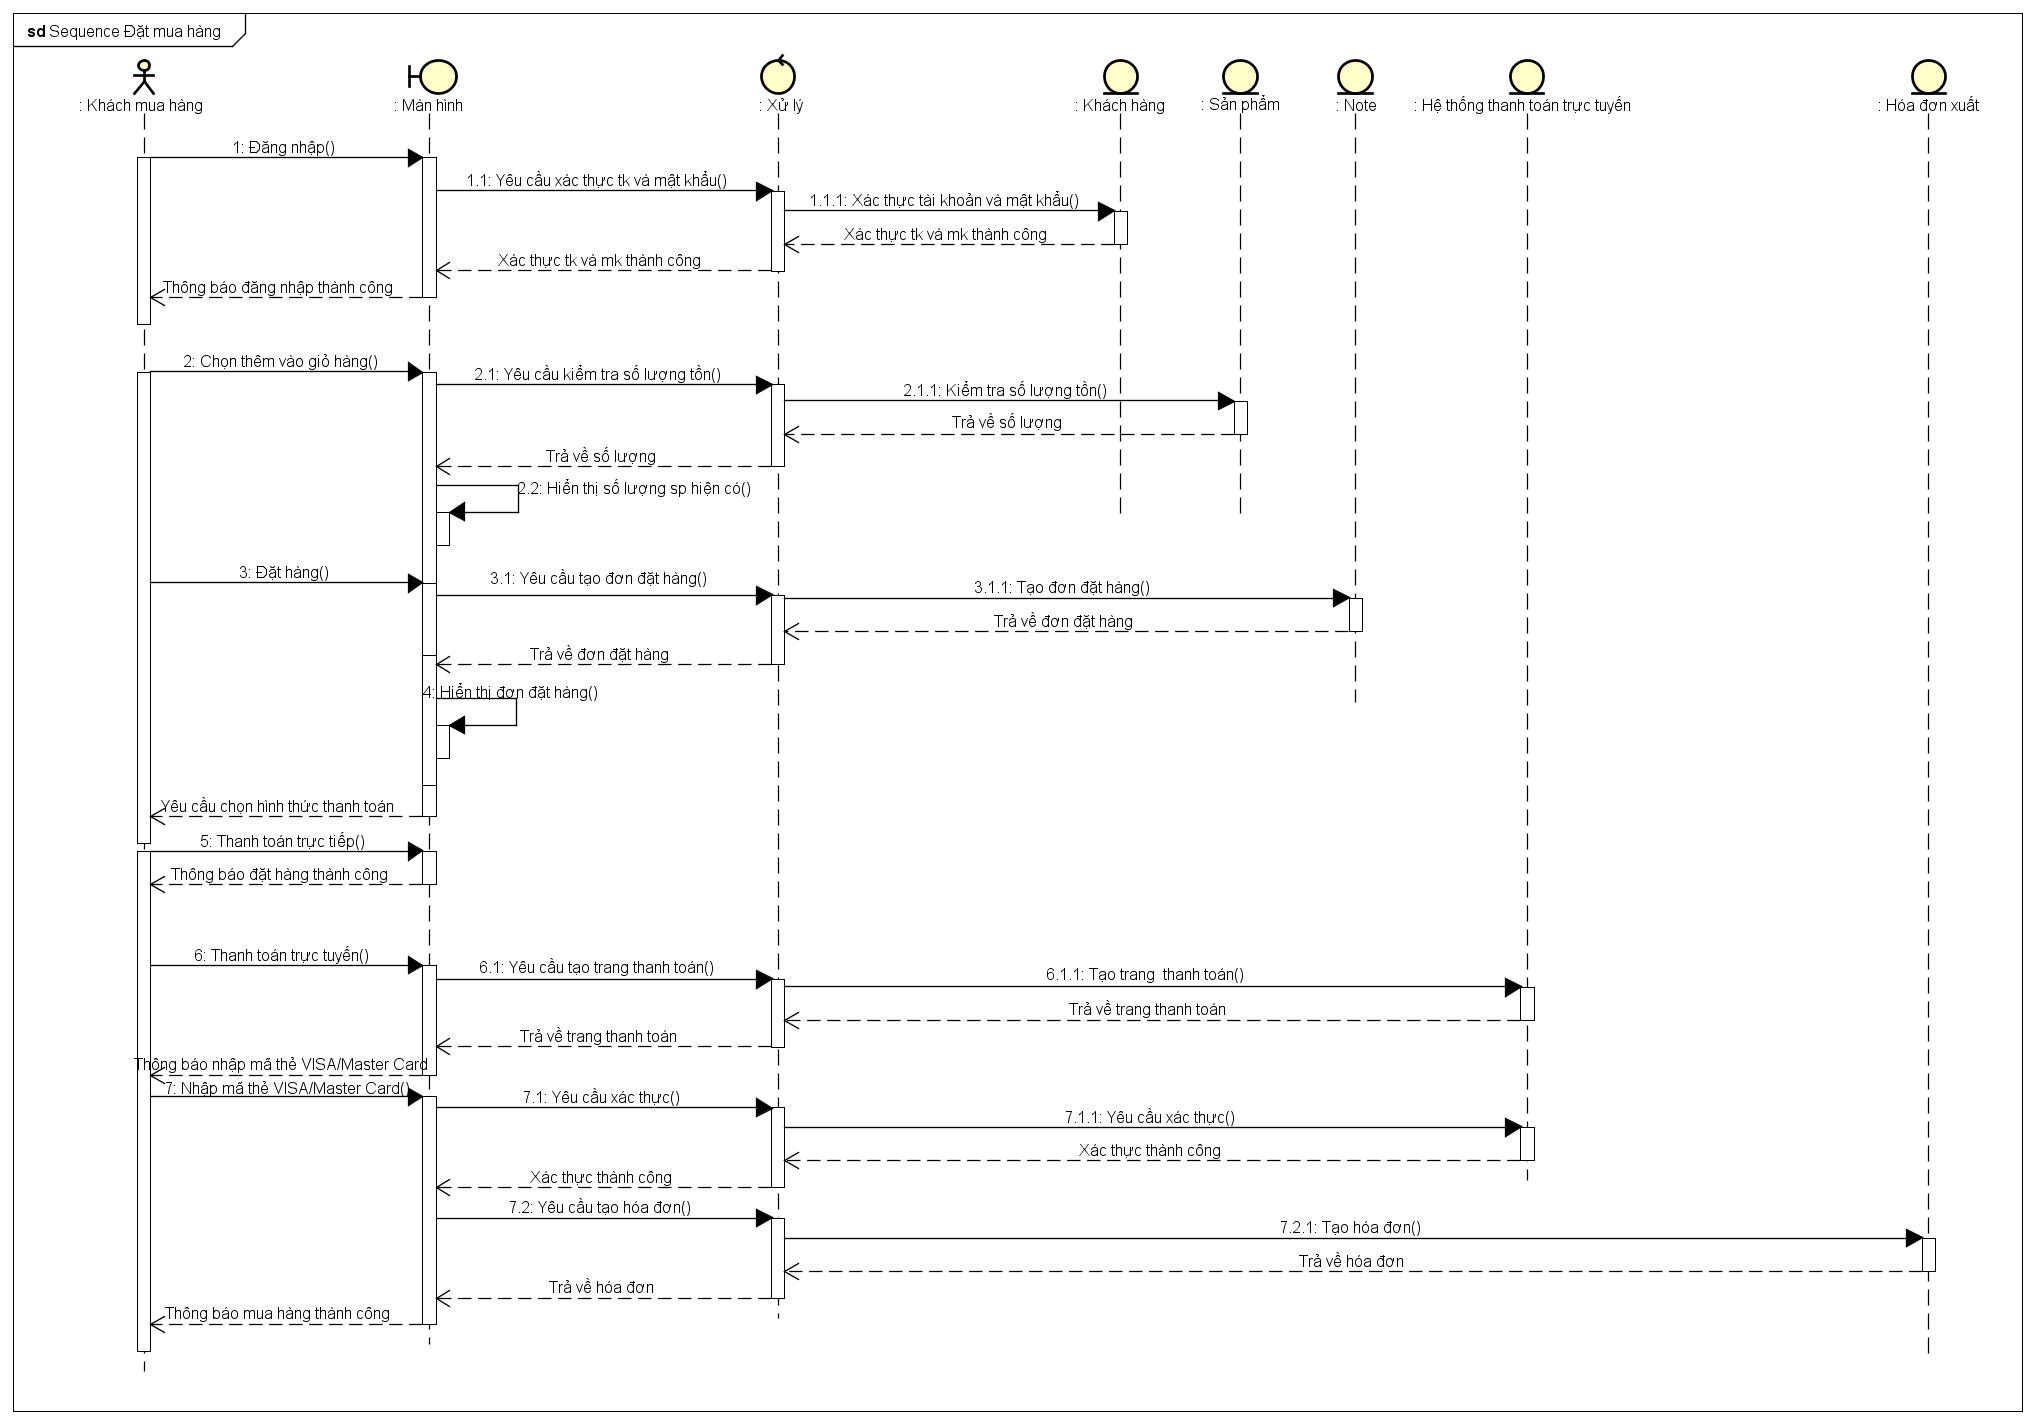 sd Sequence Đặt mua hàng
: Khách mua hàng
: Màn hình
: Xử lý
: Khách hàng
: Sản phẩm
: Note
: Hệ thống thanh toán trực tuyến
: Hóa đơn xuất
1: Đăng nhập()
1.1: Yêu cầu xác thực tk và mật khẩu()
1.1.1: Xác thực tài khoản và mật khẩu()
Xác thực tk và mk thành công
Xác thực tk và mk thành công
Thông báo đăng nhập thành công
2: Chọn thêm vào giỏ hàng()
2.1: Yêu cầu kiểm tra số lượng tồn()
2.1.1: Kiểm tra số lượng tồn()
Trả về số lượng
Trả về số lượng
2.2: Hiển thị số lượng sp hiện có()
3: Đặt hàng()
3.1: Yêu cầu tạo đơn đặt hàng()
3.1.1: Tạo đơn đặt hàng()
Trả về đơn đặt hàng
Trả về đơn đặt hàng
4: Hiển thị đơn đặt hàng()
Yêu cầu chọn hình thức thanh toán
5: Thanh toán trực tiếp()
Thông báo đặt hàng thành công
6: Thanh toán trực tuyến()
6.1: Yêu cầu tạo trang thanh toán()
6.1.1: Tạo trang  thanh toán()
Trả về trang thanh toán
Trả về trang thanh toán
Thông báo nhập mã thẻ VISA/Master Card
7: Nhập mã thẻ VISA/Master Card()
7.1: Yêu cầu xác thực()
7.1.1: Yêu cầu xác thực()
Xác thực thành công
Xác thực thành công
7.2: Yêu cầu tạo hóa đơn()
7.2.1: Tạo hóa đơn()
Trả về hóa đơn
Trả về hóa đơn
Thông báo mua hàng thành công